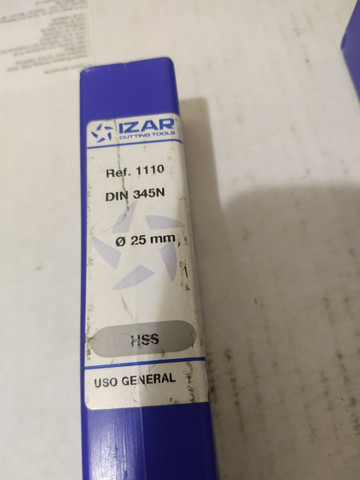 IZAR
CUTTING TOOLS
Ref. 1110
DIN 345N
Ø 25 mm
HSS
USO GENERAL